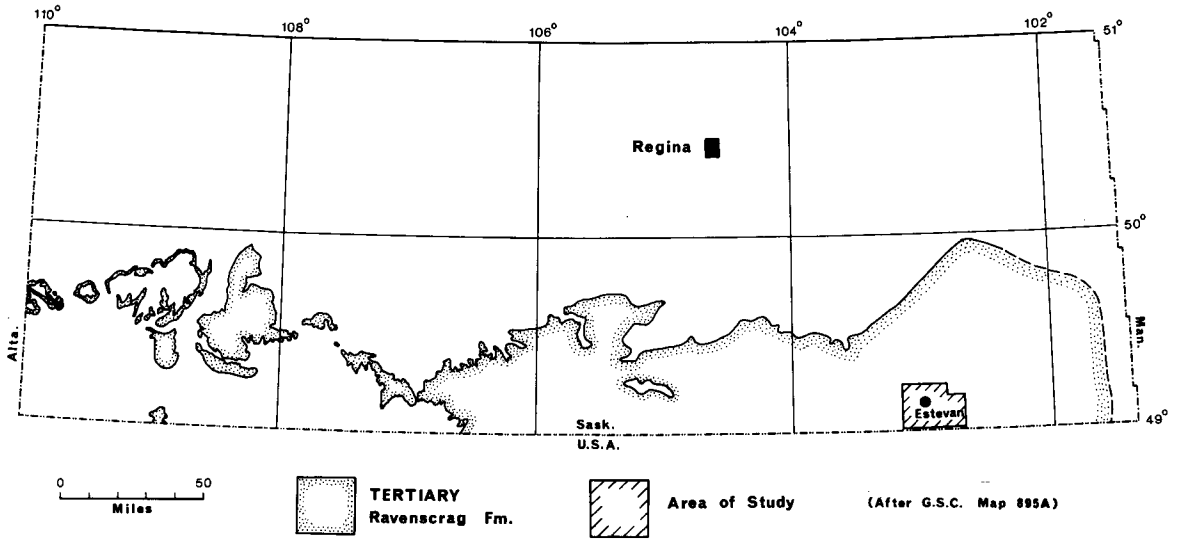 110°
108°
106°
104°
102°
51°
Regina
50°
Alta.
Man.
Estevan
49°
Sask.
U.S.A.
0 50
Miles
TERTIARY
Ravenscrag Fm.
Area of Study
(After G.S.C. Map 895A)